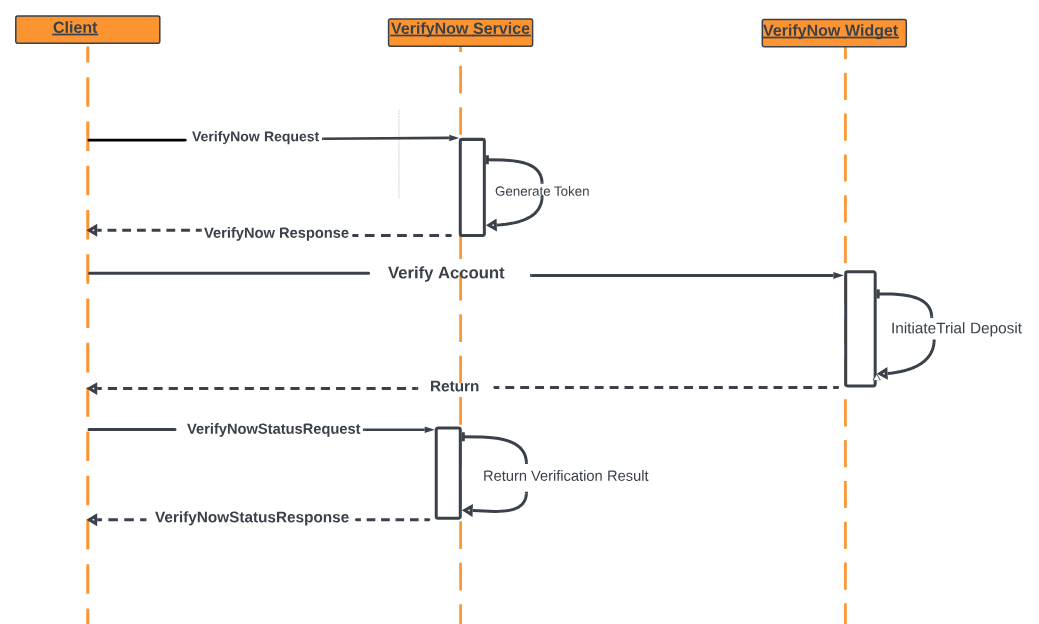 Client
VerifyNow Service
VerifyNow Widget
VerifyNow Request
Generate Token
VerifyNow Response
Verify Account
InitiateTrial Deposit
Return
VerifyNowStatusRequest
Return Verification Result
VerifyNowStatusResponse